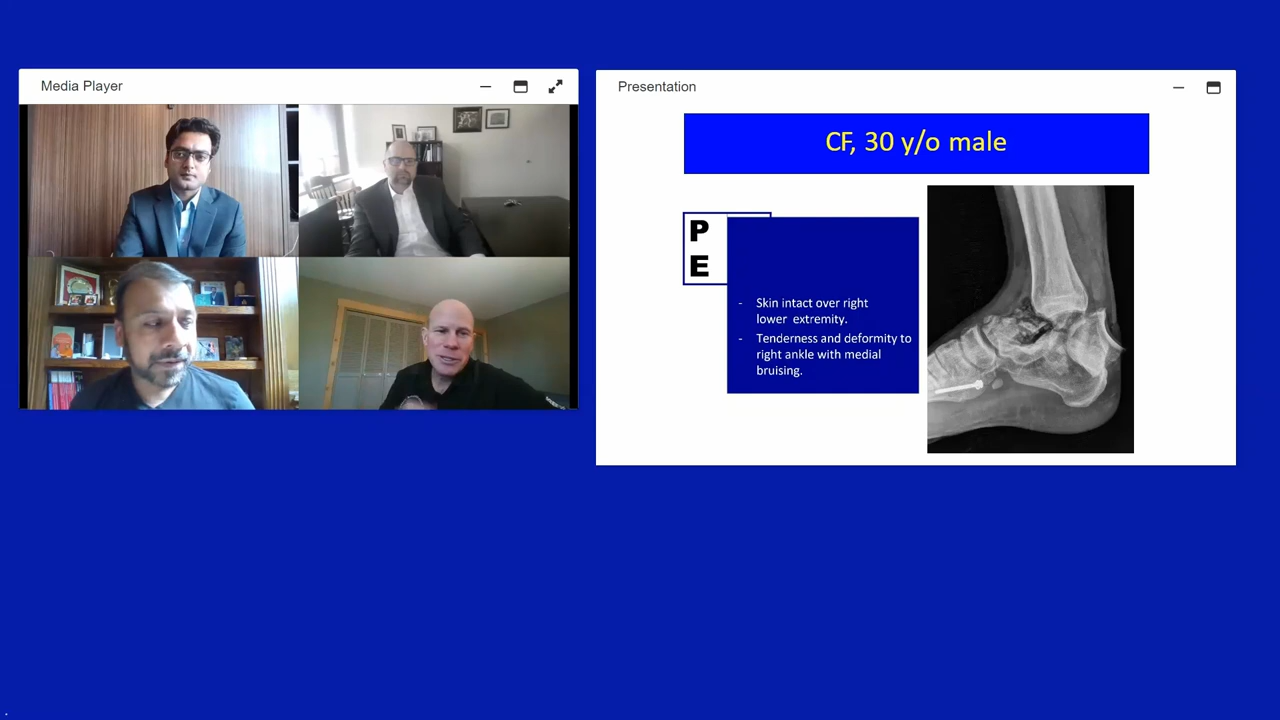 Media Player
Presentation
CF, 30 y/o male
P
E
- Skin intact over right
lower extremity.
- Tenderness and deformity to
right ankle with medial
bruising.